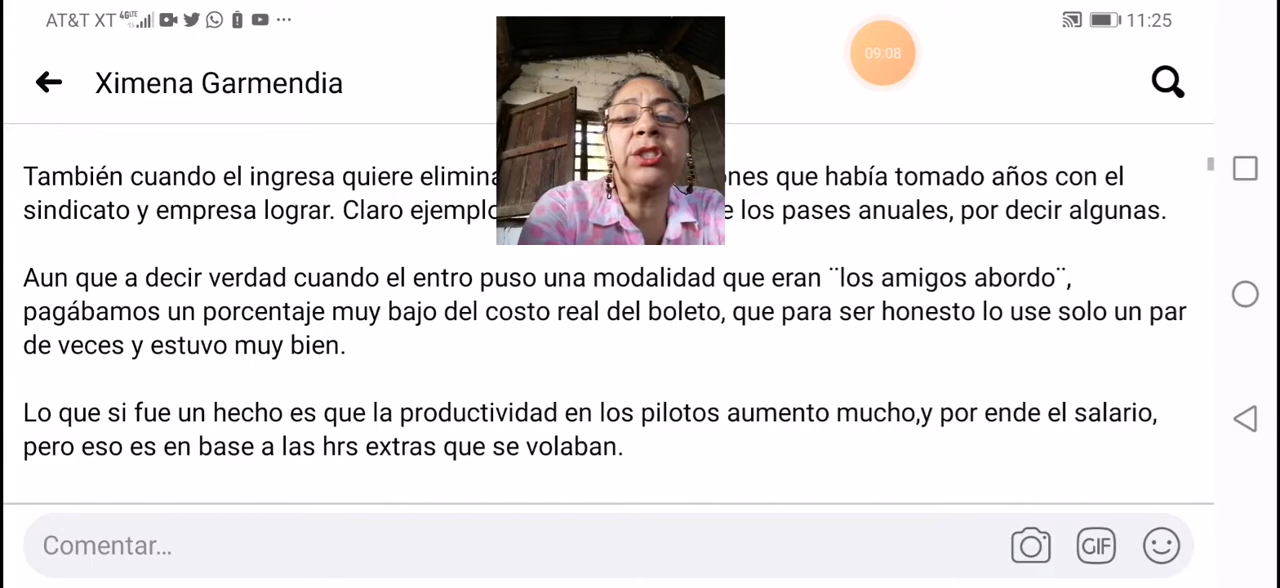 AT&T XT 4GLTE 11:25
09:08
Ximena Garmendia
También cuando el ingresa quiere elimina nes que había tomado años con el
sindicato y empresa lograr. Claro ejemplo e los pases anuales, por decir algunas.
Aun que a decir verdad cuando el entro puso una modalidad que eran ¨los amigos abordo¨,
pagábamos un porcentaje muy bajo del costo real del boleto, que para ser honesto lo use solo un par
de veces y estuvo muy bien.
Lo que si fue un hecho es que la productividad en los pilotos aumento mucho,y por ende el salario,
pero eso es en base a las hrs extras que se volaban.
Comentar...
GIF